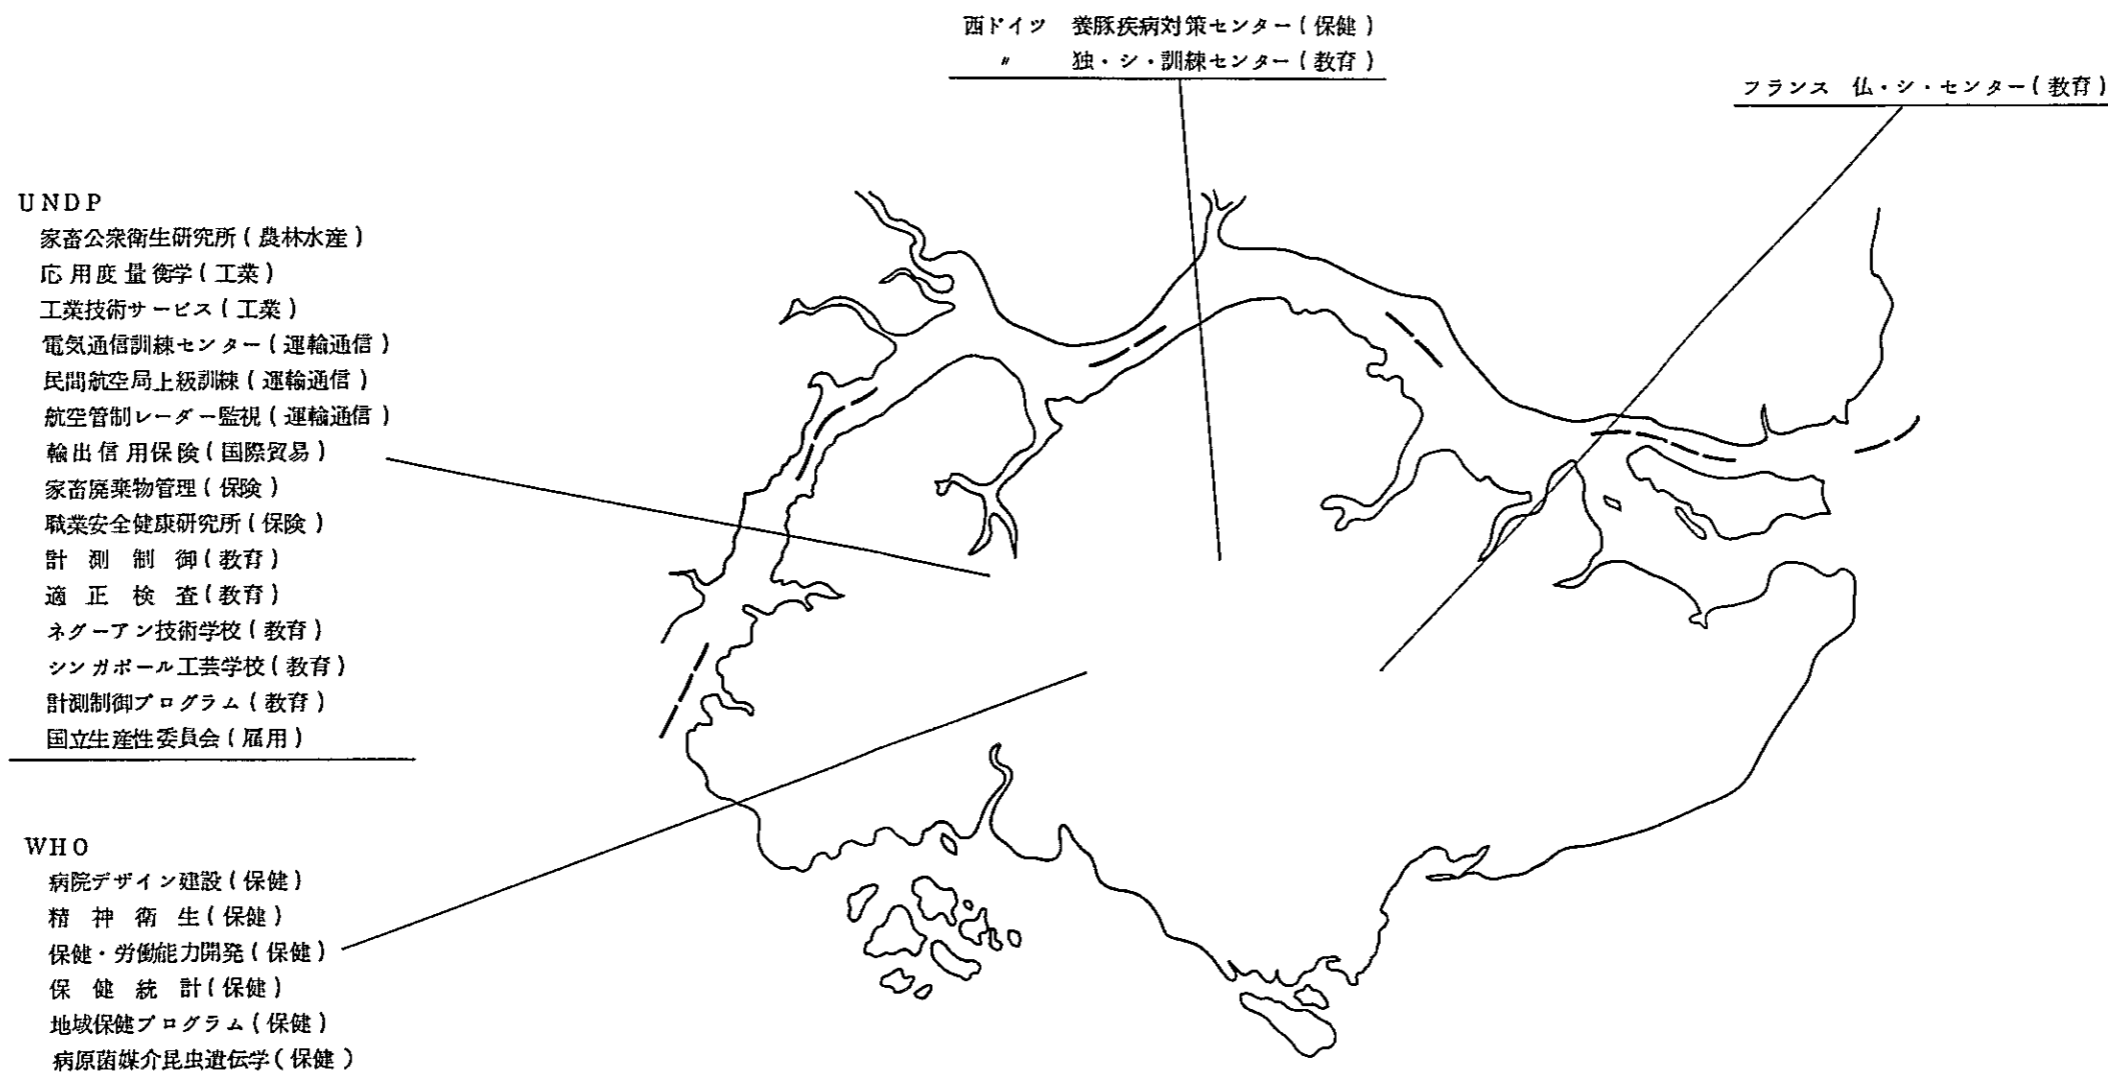 西ドイツ 養豚疾病対策センター(保健)
〃 独・シ・訓練センター(教育)
フランス 仏・シ・センター(教育)
UNDP
家畜公衆衛生研究所(農林水産)
応用度量衡学(工業)
工業技術サービス(工業)
電気通信訓練センター(運輸通信)
民間航空局上級訓練(運輸通信)
航空管制レーダー監視(運輸通信)
輸出信用保険(国際貿易)
家畜廃棄物管理(保険)
職業安全健康研究所(保険)
計測制御(教育)
適正検査(教育)
ネグーアン技術学校(教育)
シンガポール工芸学校(教育)
計測制御プログラム(教育)
国立生産性委員会(雇用)
WHO
病院デザイン建設(保健)
精神衛生(保健)
保健・労働能力開発(保健)
保健統計(保健)
地域保健プログラム(保健)
病原菌媒介昆虫遺伝学(保健)